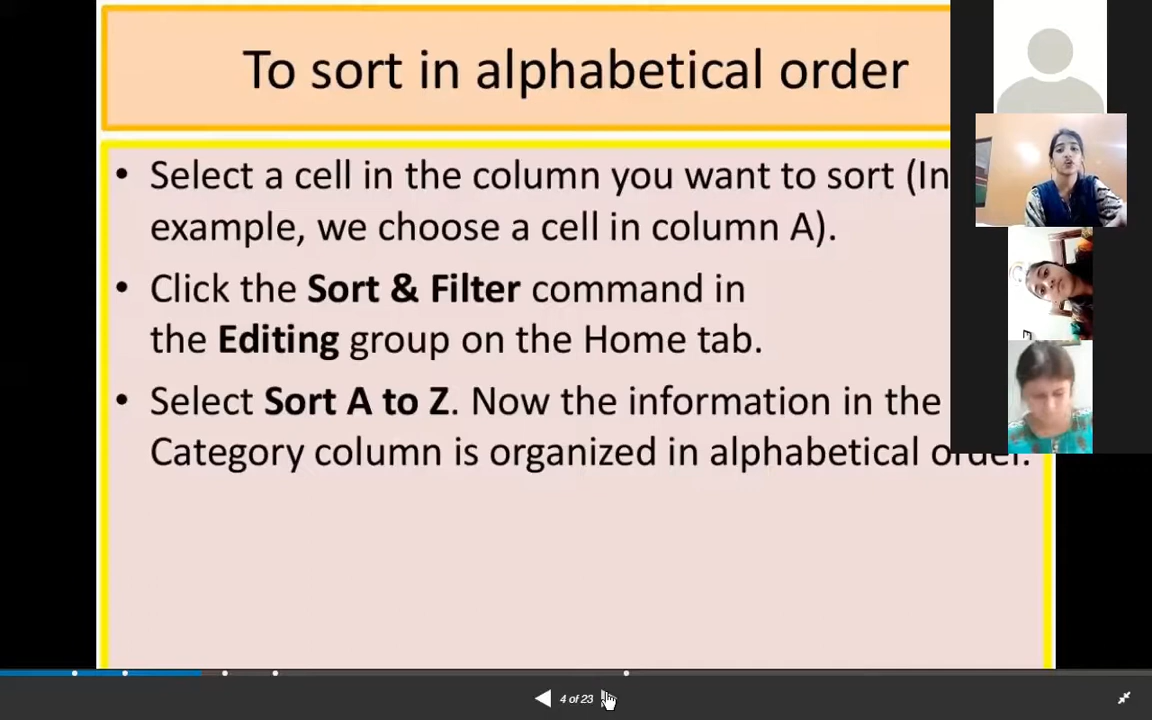 To sort in alphabetical order
• Select a cell in the column you want to sort (In
example, we choose a cell in column A).
• Click the Sort & Filter command in
the Editing group on the Home tab.
• Select Sort A to Z. Now the information in the
Category column is organized in alphabetical order.
4 of 23